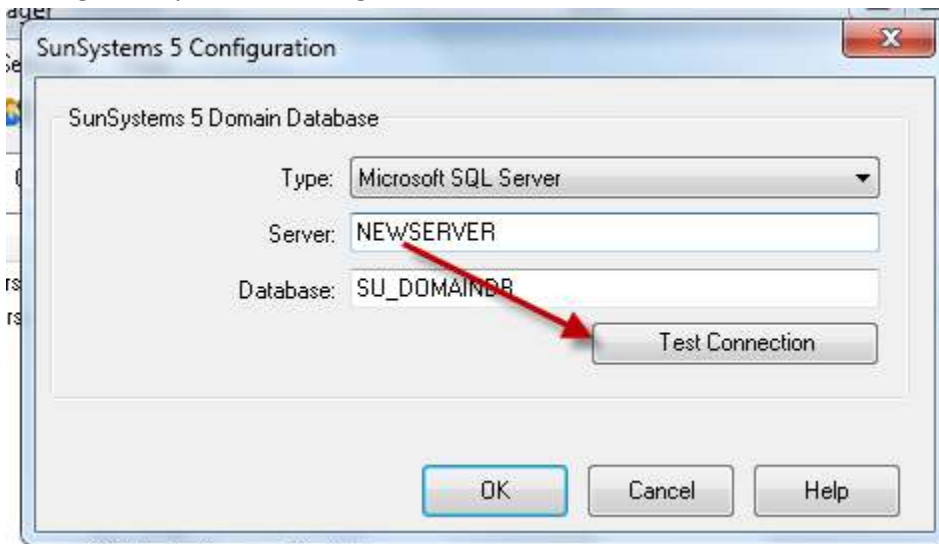 ager
SunSystems 5 Configuration
SunSystems 5 Domain Database
Type: Microsoft SQL Server
Server: NEWSERVER
Database: SU_DOMAINDB
Test Connection
OK Cancel Help